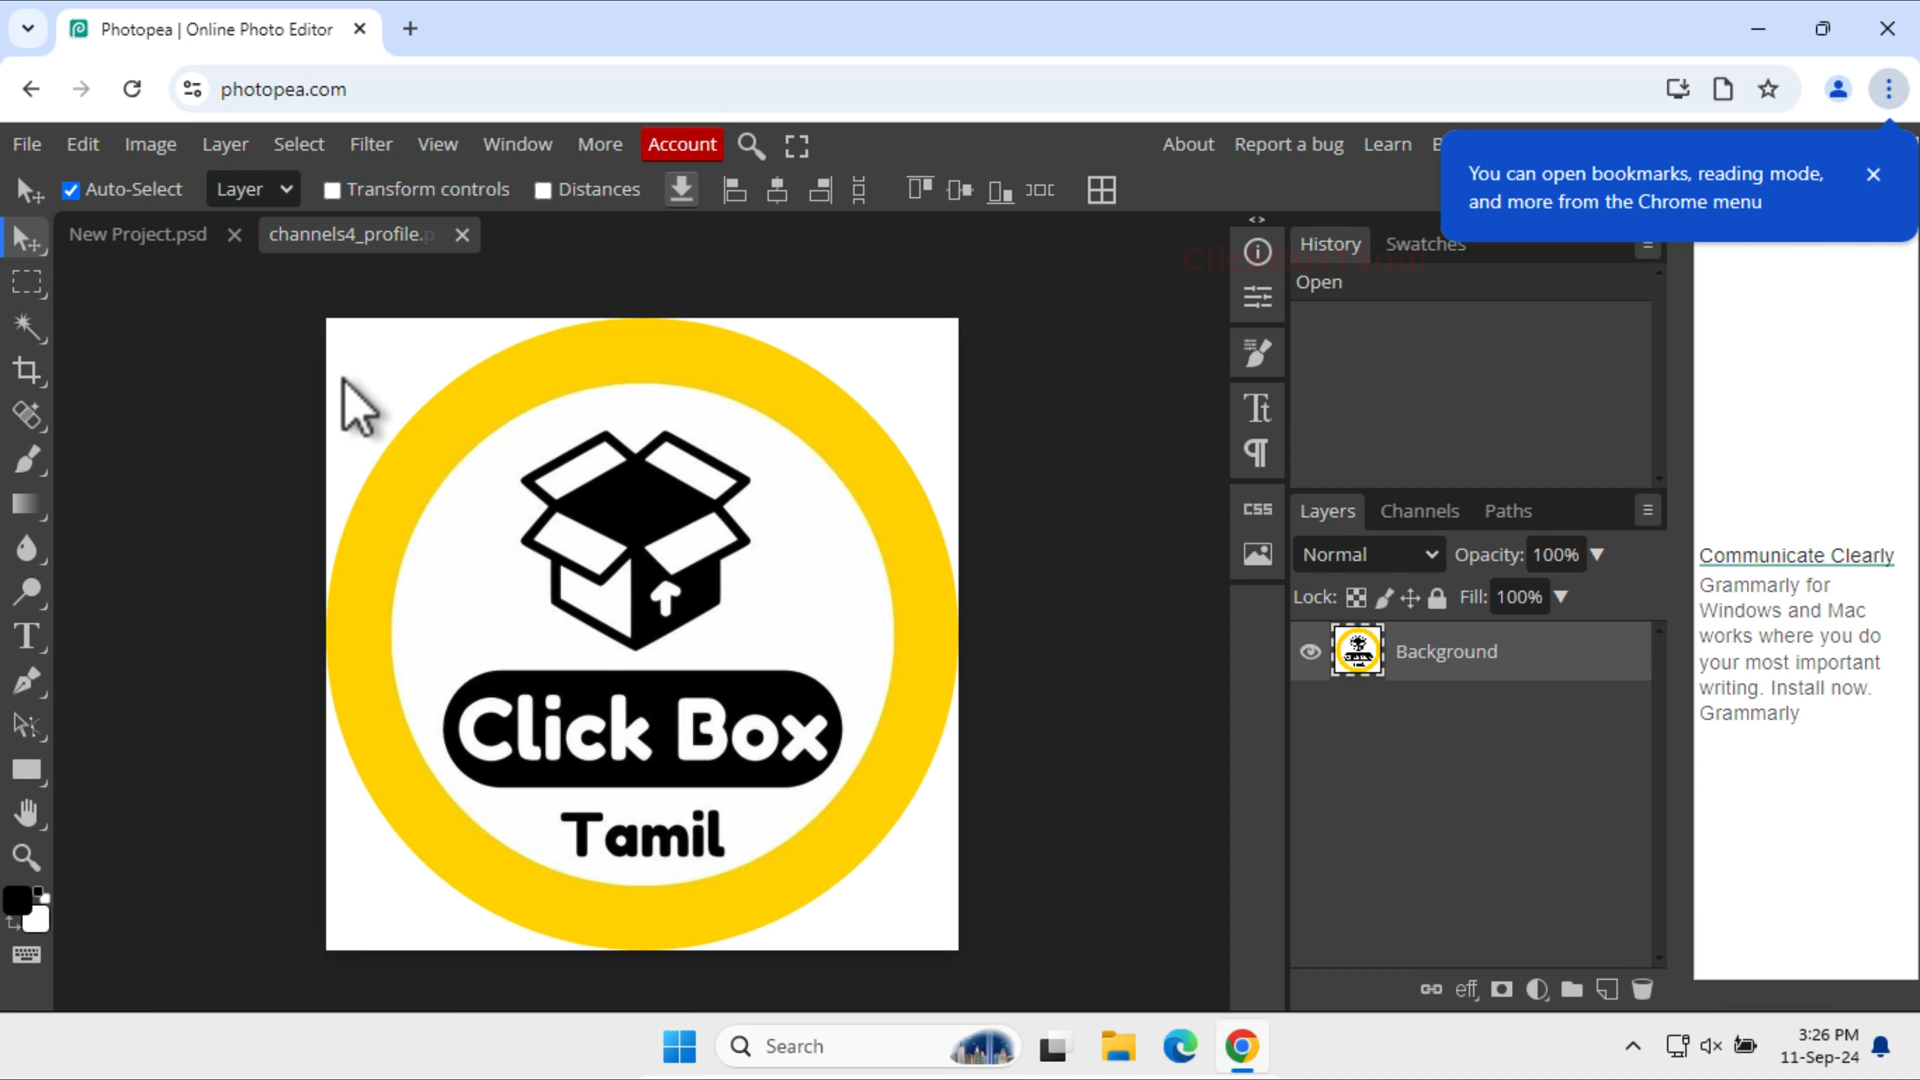 Photopea | Online Photo Editor
photopea.com
File Edit Image Layer Select Filter View Window More Account
About Report a bug Learn
You can open bookmarks, reading mode,
and more from the Chrome menu
Auto-Select Layer Transform controls Distances
New Project.psd channels4_profile.p
History Swatches
Open
Click Box
Tamil
Tt
CSS
Layers Channels Paths
Normal Opacity: 100%
Lock: Fill: 100%
Background
eff
Communicate Clearly
Grammarly for
Windows and Mac
works where you do
your most important
writing. Install now.
Grammarly
Search
3:26 PM
11-Sep-24